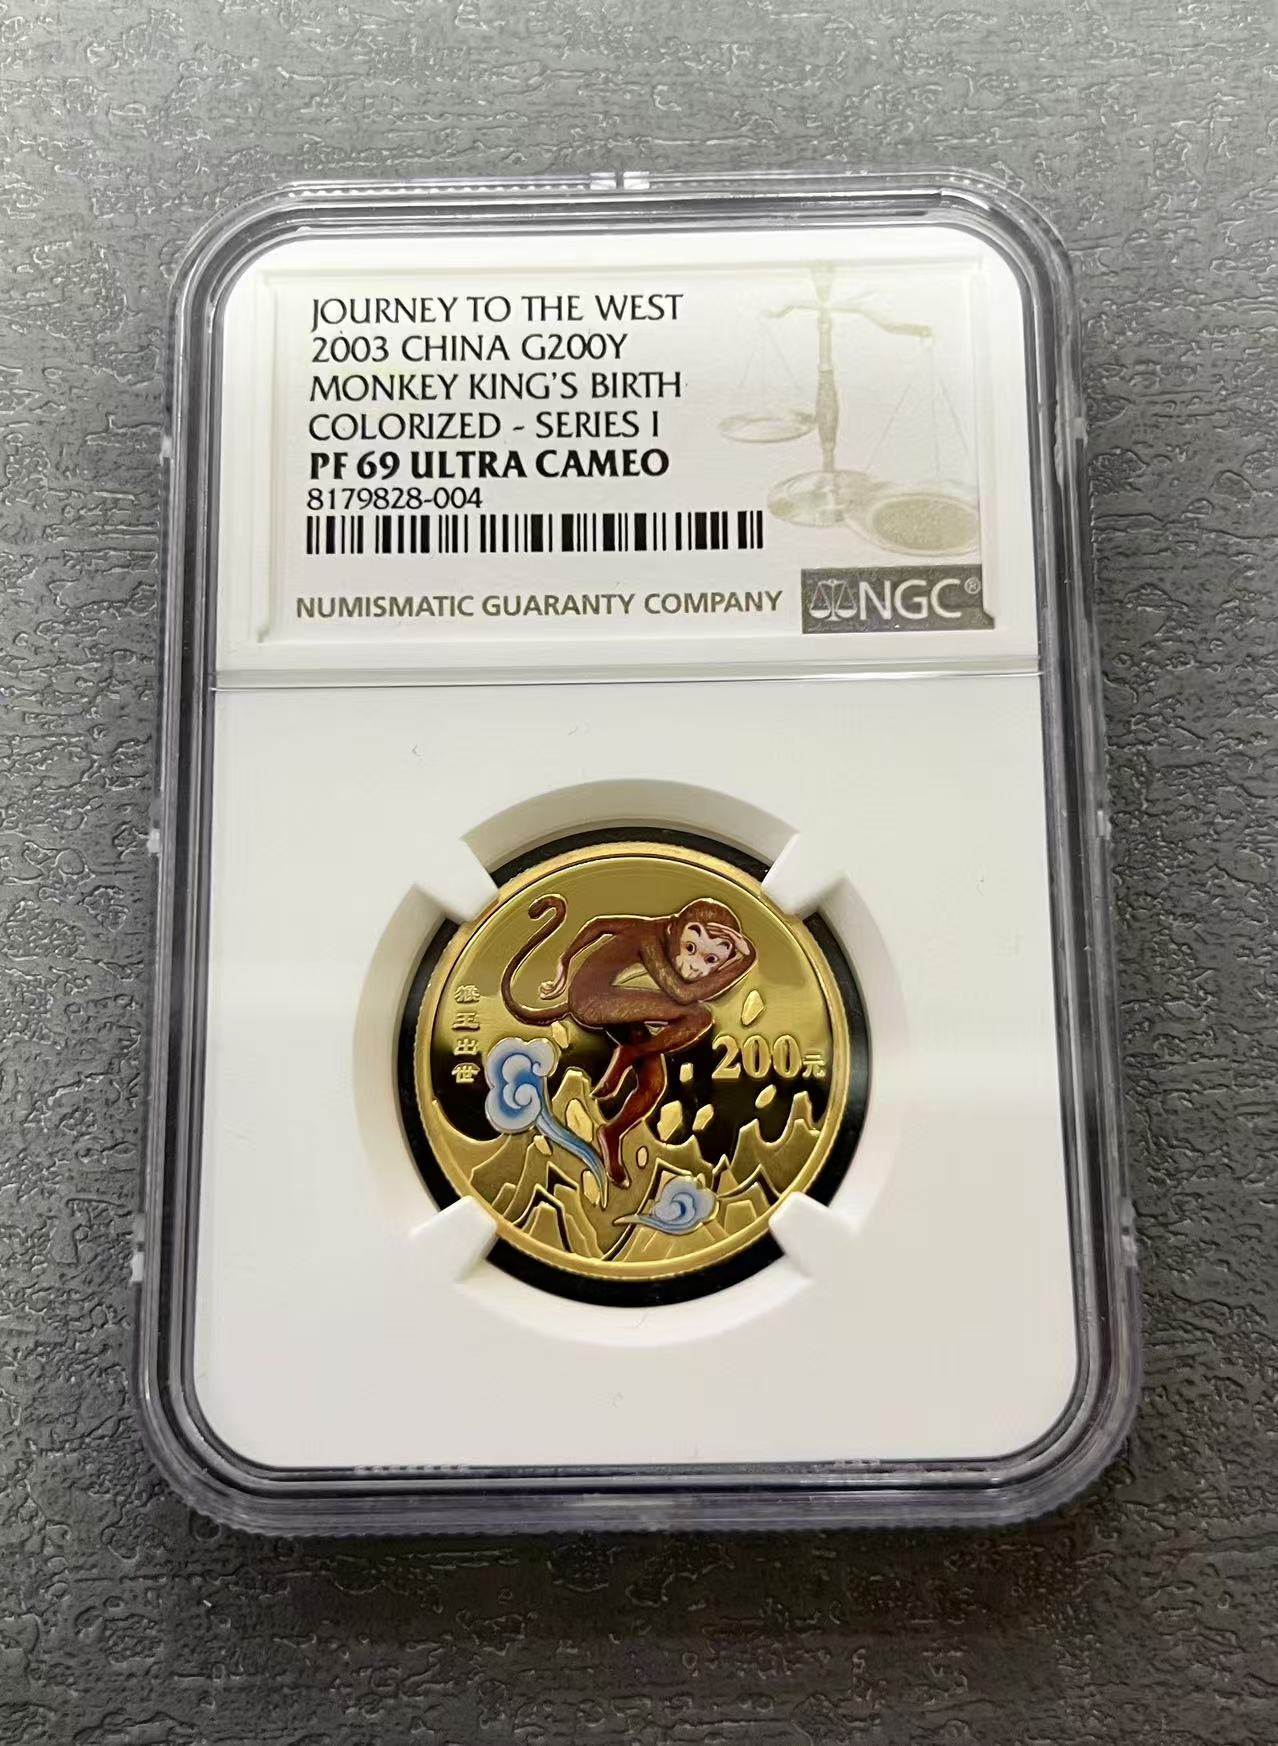 JOURNEY TO THE WEST
2003 CHINA G200Y
MONKEY KING'S BIRTH
COLORIZED - SERIES I
PF 69 ULTRA CAMEO
8179828-004
NUMISMATIC GUARANTY COMPANY
NGC®
猴王出世
200元